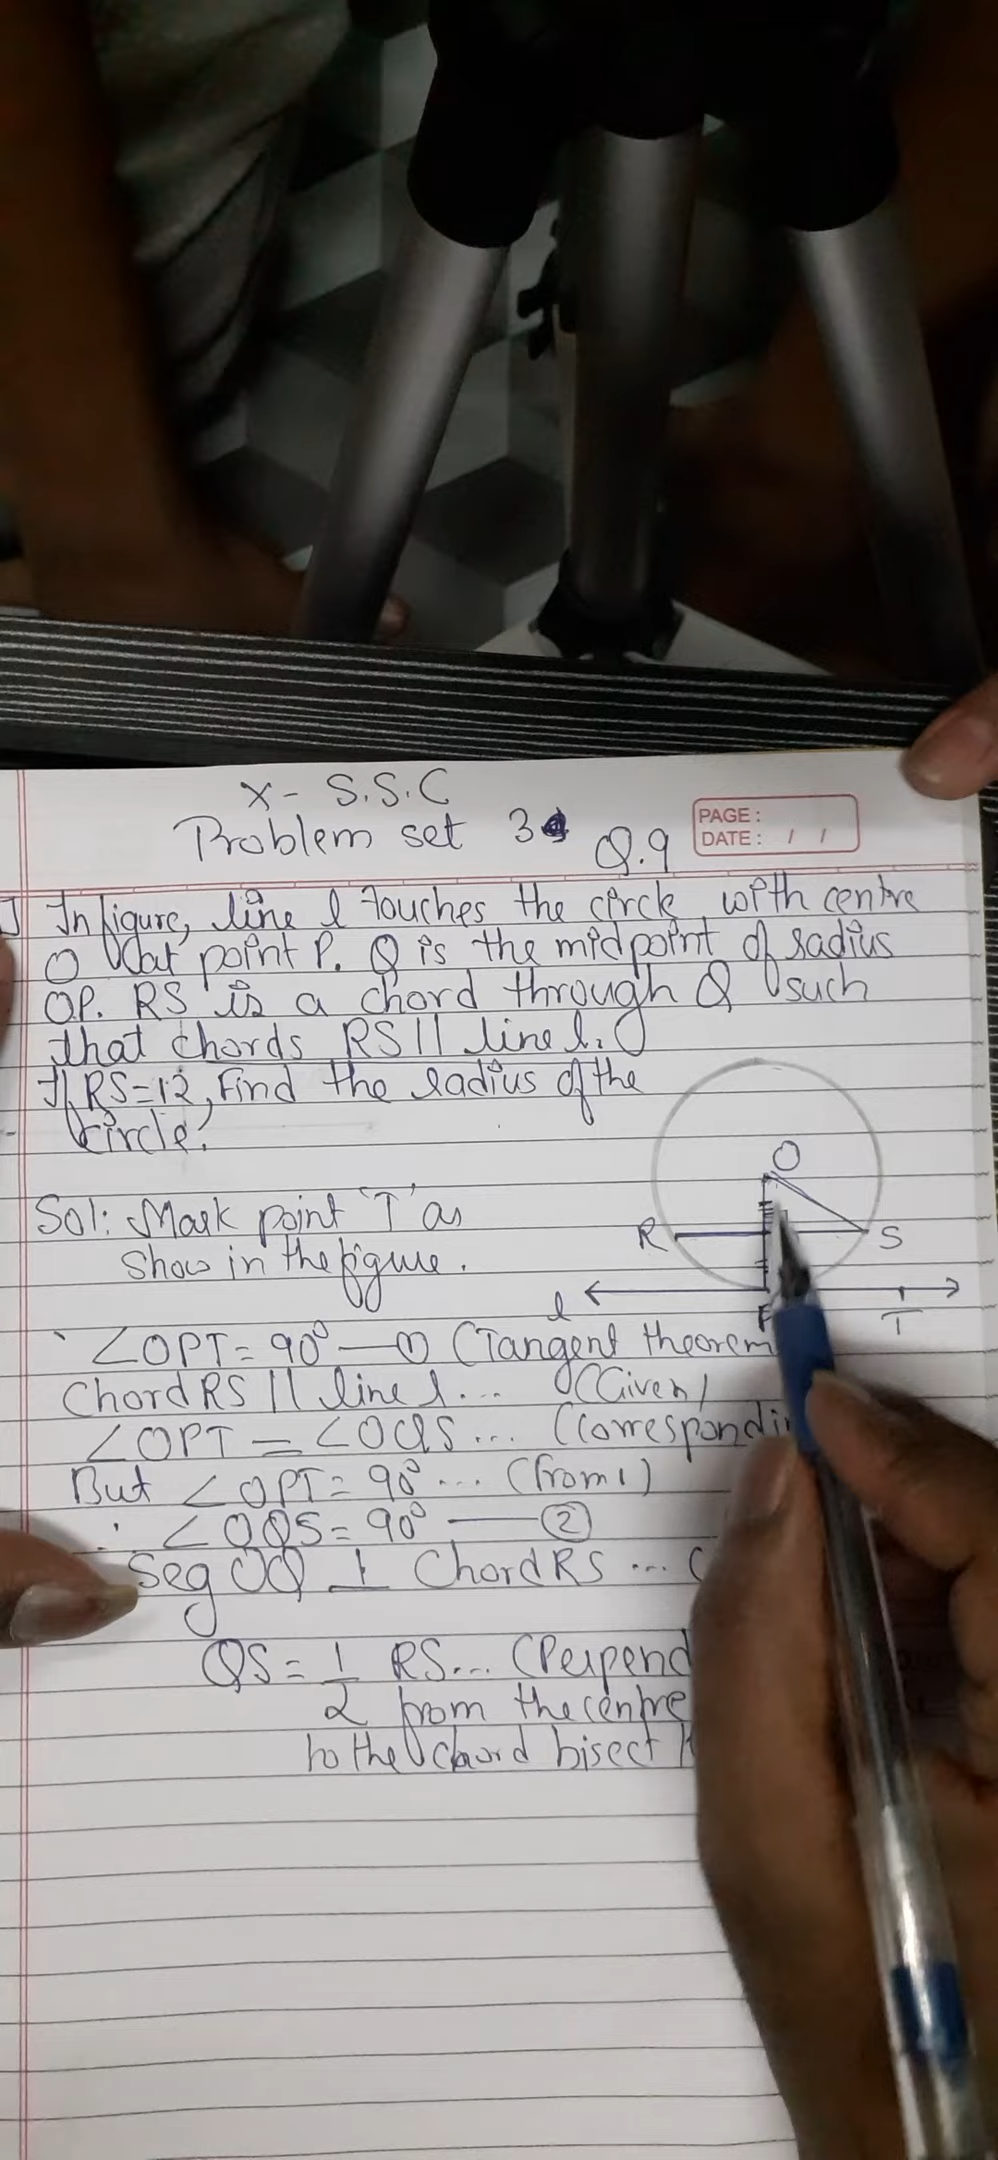 X- S.S.C
Problem set 3 Q.9
PAGE :
DATE : / /
In figure, line l Touches the circle with centre
O at point P. Q is the midpoint of radius
OP. RS is a chord through Q such
that chords RS || line l.
If RS=12, Find the radius of the
circle.
O
R S
l P T
Sol: Mark point 'T' as
Show in the figure.
∠OPT = 90° — ① (Tangent theorem
Chord RS || line l... (Given)
∠OPT = ∠OQS... (Correspondin
But ∠OPT = 90° ... (from 1)
∴ ∠OQS = 90° — ②
Seg OQ ⊥ Chord RS ... (
QS = 1/2 RS... (Perpend
from the centre
to the chord bisect